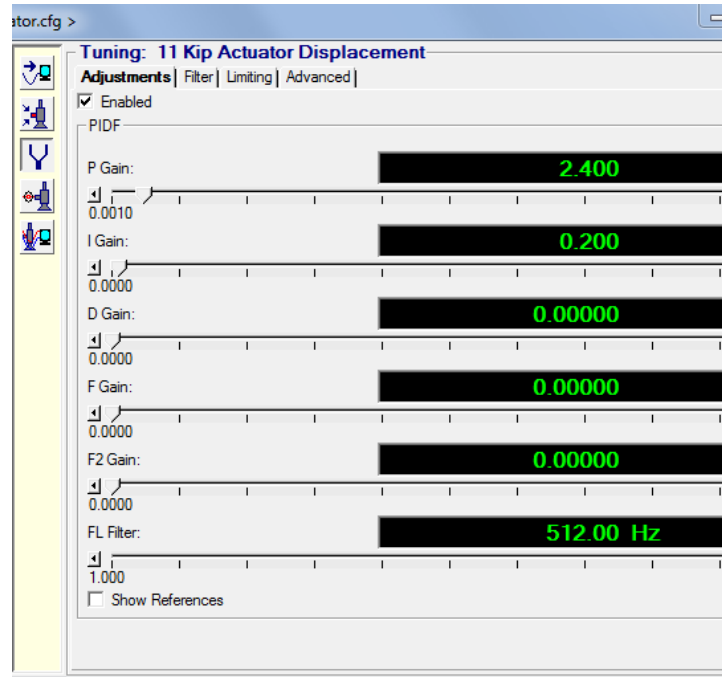 ator.cfg >
Tuning: 11 Kip Actuator Displacement
Adjustments Filter Limiting Advanced
Enabled
PIDF
P Gain: 2.400
0.0010
I Gain: 0.200
0.0000
D Gain: 0.00000
0.0000
F Gain: 0.00000
0.0000
F2 Gain: 0.00000
0.0000
FL Filter: 512.00 Hz
1.000
Show References